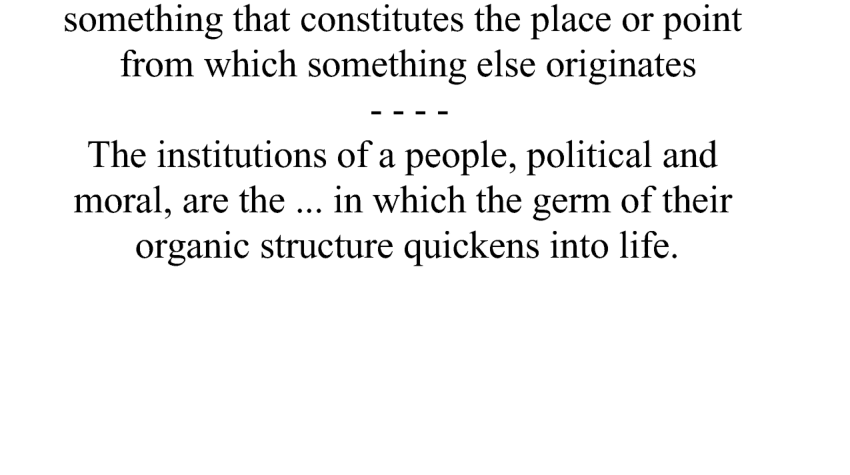 something that constitutes the place or point
from which something else originates
- - - -
The institutions of a people, political and
moral, are the ... in which the germ of their
organic structure quickens into life.